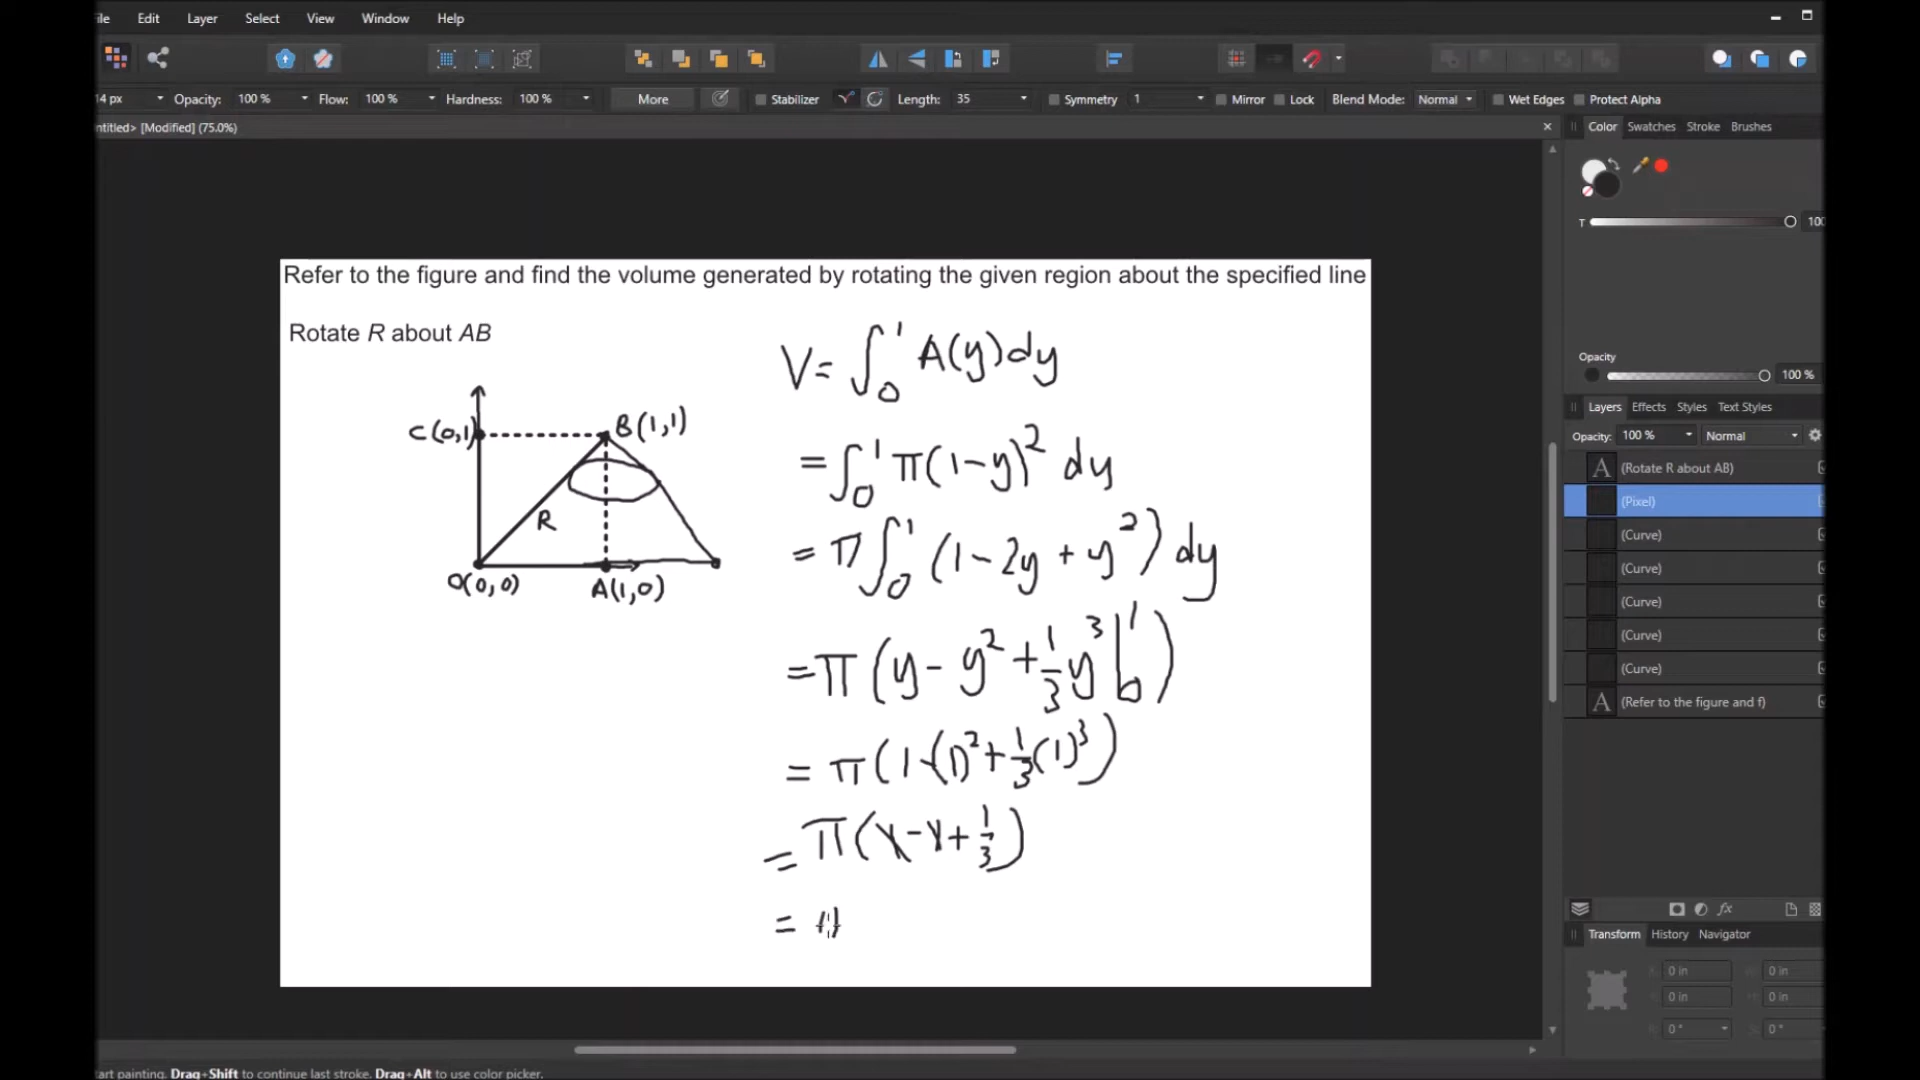 File Edit Layer Select View Window Help
14 px Opacity: 100 % Flow: 100 % Hardness: 100 % More Stabilizer Length: 35 Symmetry 1 Mirror Lock Blend Mode: Normal Wet Edges Protect Alpha
[Modified] (75.0%)
Color Swatches Stroke Brushes
T 100
Opacity
100 %
Layers Effects Styles Text Styles
Opacity: 100 % Normal
(Rotate R about AB)
(Pixel)
(Curve)
(Curve)
(Curve)
(Curve)
(Curve)
(Refer to the figure and f)
Transform History Navigator
0 in 0 in
0 in 0 in
0 ° 0 °
Refer to the figure and find the volume generated by rotating the given region about the specified line
Rotate R about AB
C(0,1) B(1,1)
R
O(0,0) A(1,0)
V= ∫₀¹ A(y)dy
= ∫₀¹ π(1-y)² dy
= π∫₀¹ (1-2y+y²) dy
= π(y-y²+1/3y³|₀¹)
= π(1-(1)²+1/3(1)³)
= π(1-1+1/3)
=
start painting. Drag+Shift to continue last stroke. Drag+Alt to use color picker.